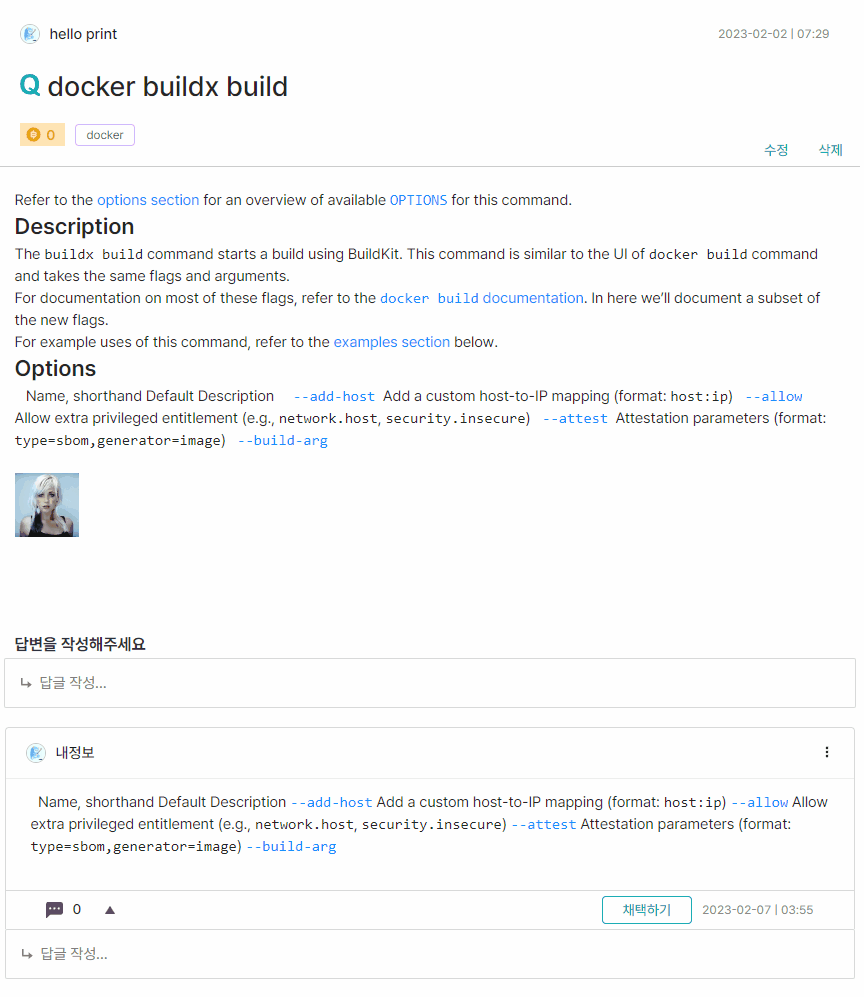 hello print
2023-02-02 | 07:29
Q docker buildx build
0
docker
수정
삭제
Refer to the options section for an overview of available OPTIONS for this command.
Description
The buildx build command starts a build using BuildKit. This command is similar to the UI of docker build command
and takes the same flags and arguments.
For documentation on most of these flags, refer to the docker build documentation. In here we'll document a subset of
the new flags.
For example uses of this command, refer to the examples section below.
Options
Name, shorthand Default Description --add-host Add a custom host-to-IP mapping (format: host:ip) --allow
Allow extra privileged entitlement (e.g., network.host, security.insecure) --attest Attestation parameters (format:
type=sbom,generator=image) --build-arg
답변을 작성해주세요
답글 작성...
내정보
Name, shorthand Default Description --add-host Add a custom host-to-IP mapping (format: host:ip) --allow Allow
extra privileged entitlement (e.g., network.host, security.insecure) --attest Attestation parameters (format:
type=sbom,generator=image) --build-arg
0
채택하기
2023-02-07 | 03:55
답글 작성...